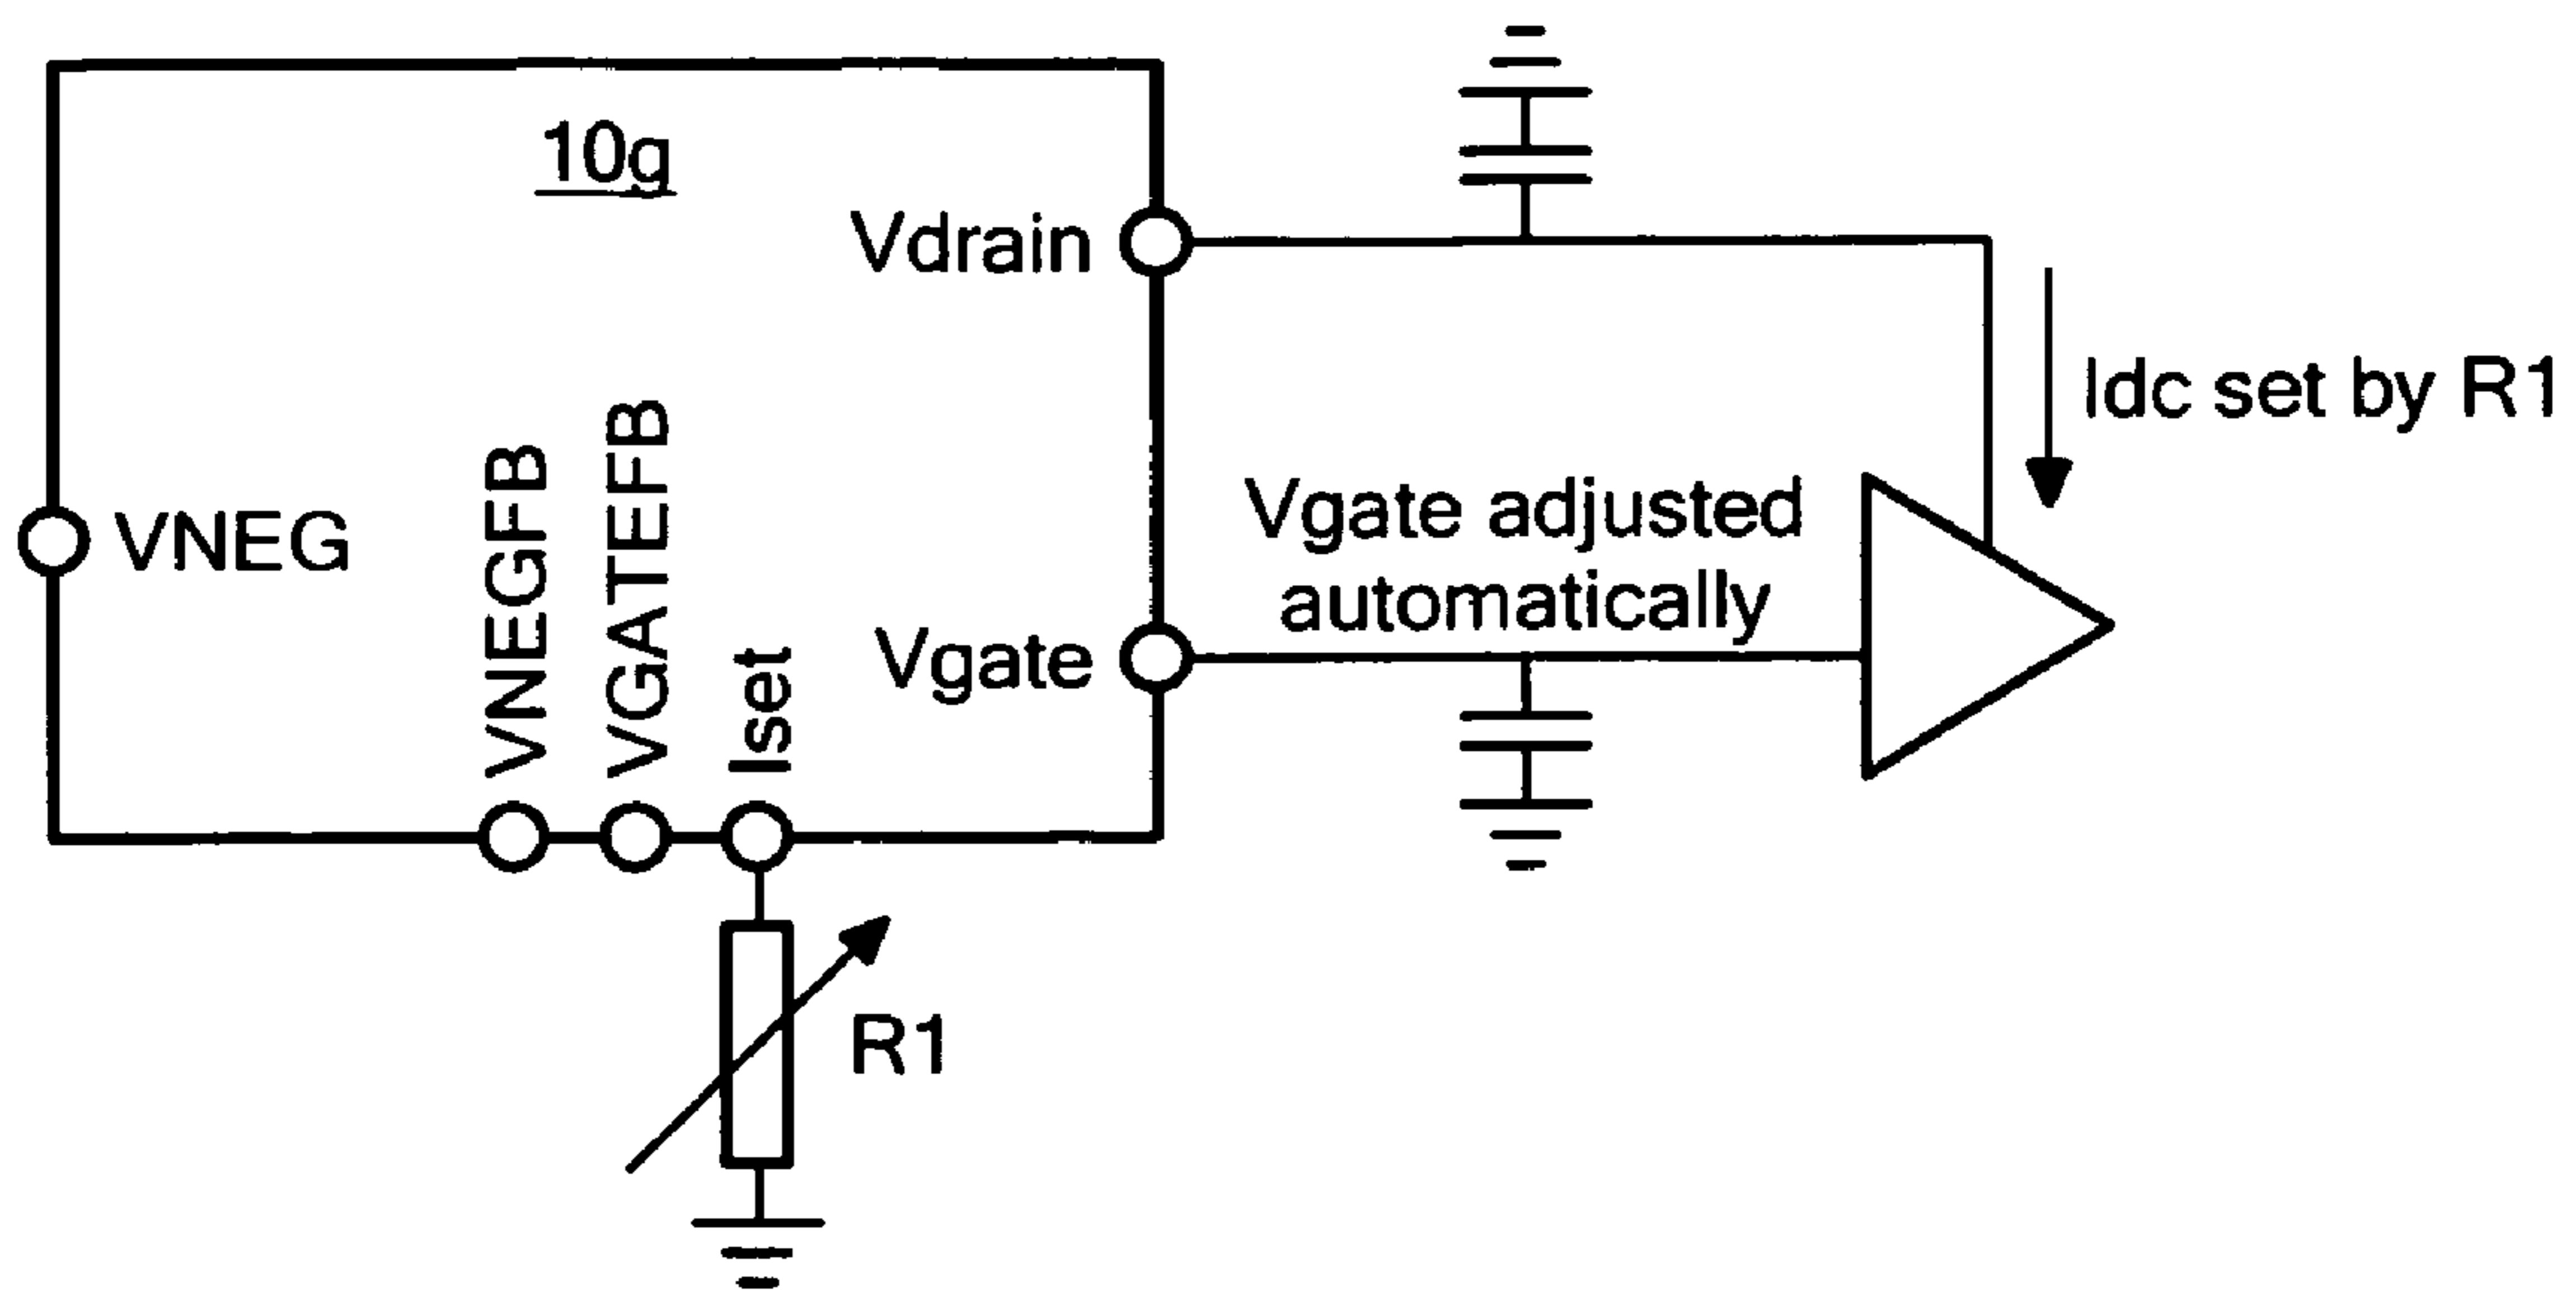 10g
Vdrain
Idc set by R1
VNEG
VNEGFB
VGATEFB
Iset
Vgate
Vgate adjusted
automatically
R1